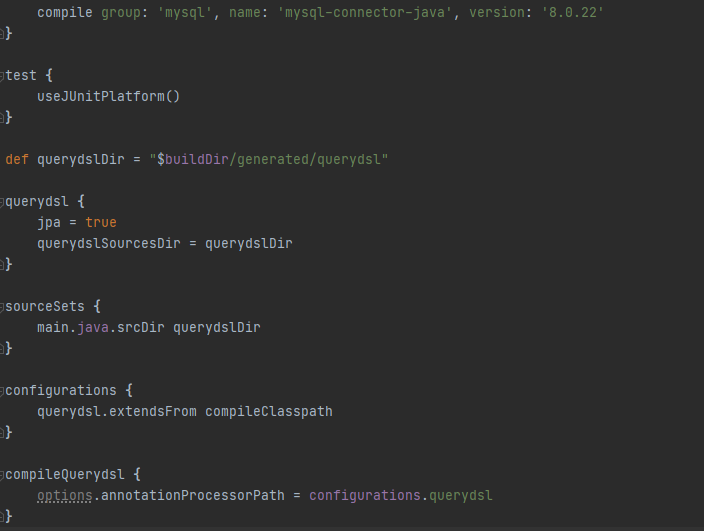 compile group: 'mysql', name: 'mysql-connector-java', version: '8.0.22'
}
test {
useJUnitPlatform()
}
def querydslDir = "$buildDir/generated/querydsl"
querydsl {
jpa = true
querydslSourcesDir = querydslDir
}
sourceSets {
main.java.srcDir querydslDir
}
configurations {
querydsl.extendsFrom compileClasspath
}
compileQuerydsl {
options.annotationProcessorPath = configurations.querydsl
}